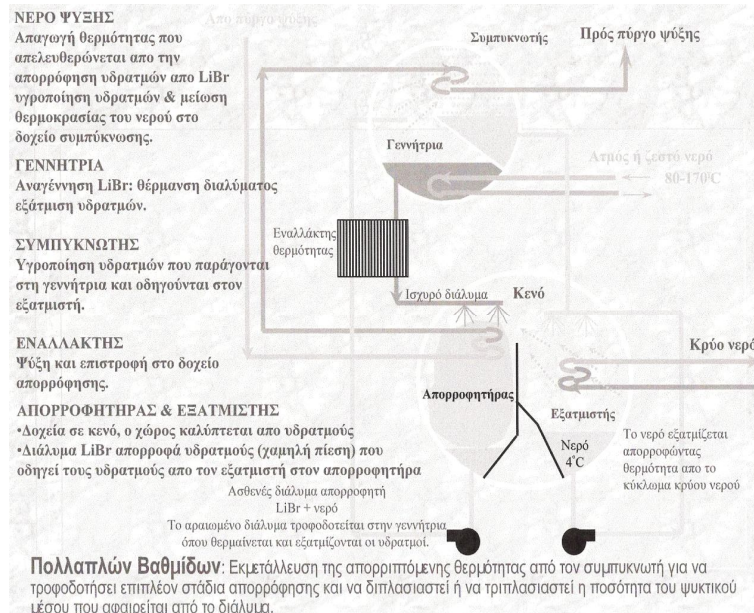 ΝΕΡΟ ΨΥΞΗΣ
Απαγωγή θερμότητας που
απελευθερώνεται απο την
απορρόφηση υδρατμών απο LiBr
υγροποίηση υδρατμών & μείωση
θερμοκρασίας του νερού στο
δοχείο συμπύκνωσης.
Απο πύργο ψύξης
Συμπυκνωτής
Πρός πύργο ψύξης
Γεννήτρια
Ατμος ή ζεστό νερό
80-170°C
ΓΕΝΝΗΤΡΙΑ
Αναγέννηση LiBr: θέρμανση διαλύματος
εξάτμιση υδρατμών.
Εναλλάκτης
θερμότητας
ΣΥΜΠΥΚΝΩΤΗΣ
Υγροποίηση υδρατμών που παράγονται
στη γεννήτρια και οδηγούνται στον
εξατμιστή.
Ισχυρό διάλυμα
Κενό
ΕΝΑΛΛΑΚΤΗΣ
Ψύξη και επιστροφή στο δοχείο
απορρόφησης.
Κρύο νερό
Απορροφητήρας
Εξατμιστής
Νερό
4°C
Το νερό εξατμίζεται
απορροφώντας
θερμότητα απο το
κύκλωμα κρύου νερού
ΑΠΟΡΡΟΦΗΤΗΡΑΣ & ΕΞΑΤΜΙΣΤΗΣ
•Δοχεία σε κενό, ο χώρος καλύπτεται απο υδρατμούς
•Διάλυμα LiBr απορροφά υδρατμούς (χαμηλή πίεση) που
οδηγεί τους υδρατμούς απο τον εξατμιστή στον απορροφητήρα
Ασθενές διάλυμα απορροφητή
LiBr + νερό
Το αραιωμένο διάλυμα τροφοδοτείται στην γεννήτρια
όπου θερμαίνεται και εξατμίζονται οι υδρατμοί.
Πολλαπλών Βαθμίδων: Εκμετάλλευση της απορριπτόμενης θερμότητας από τον συμπυκνωτή για να
τροφοδοτήσει επιπλέον στάδια απορρόφησης και να διπλασιαστεί ή να τριπλασιαστεί η ποσότητα του ψυκτικού
μέσου που αφαιρείται από το διάλυμα.